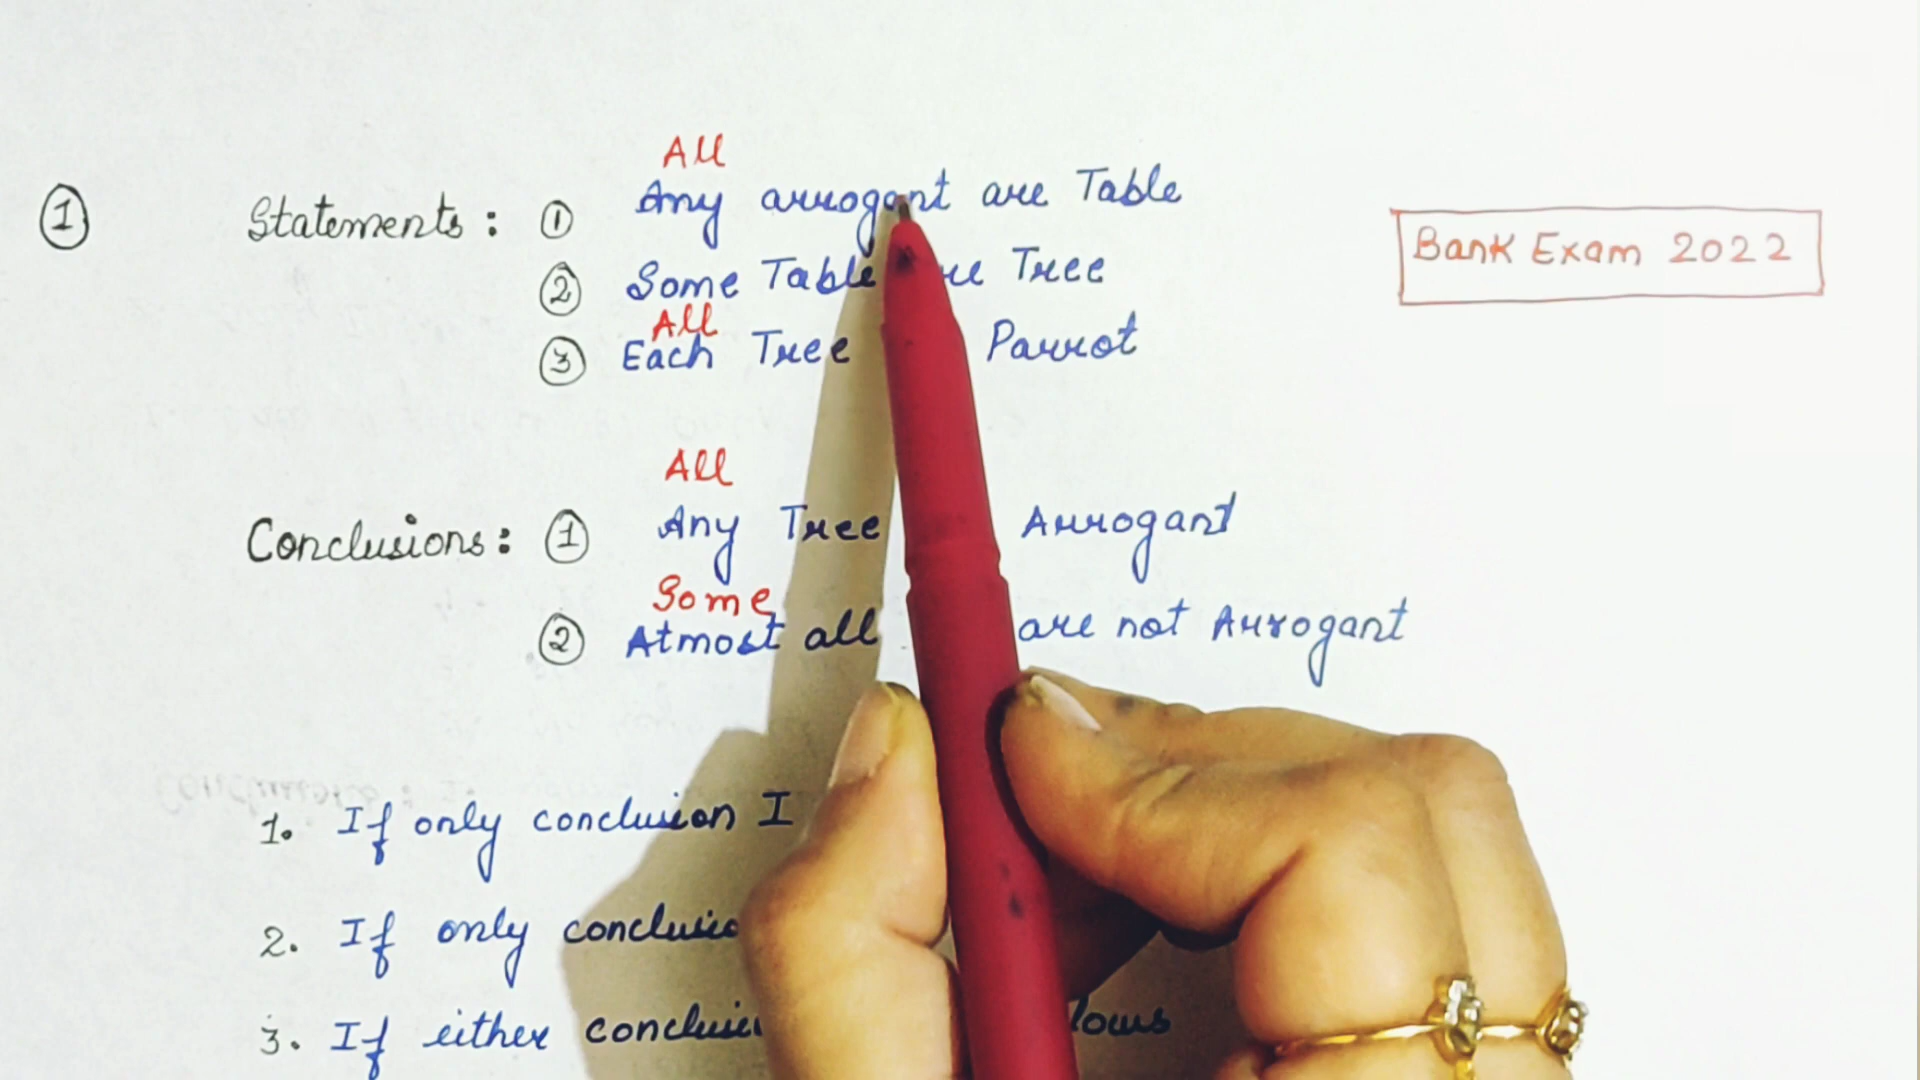 All
① Statements : ① Any arrogant are Table
Bank Exam 2022
② Some Table Tree
All
③ Each Tree Parrot
All
Conclusions : ① Any Tree Arrogant
Some
② Atmost all are not Arrogant
1. If only conclusion I
2. If only
3. If either